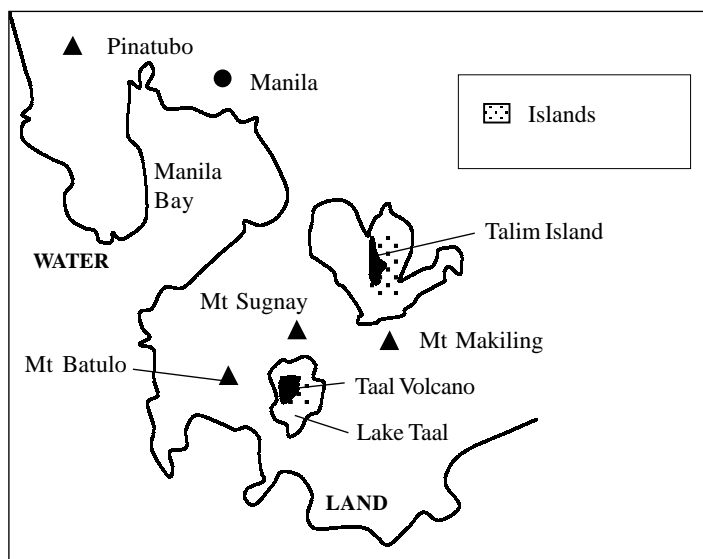 Pinatubo
Manila
Islands
Manila
Bay
Talim Island
WATER
Mt Sugnay
Mt Makiling
Mt Batulo
Taal Volcano
Lake Taal
LAND